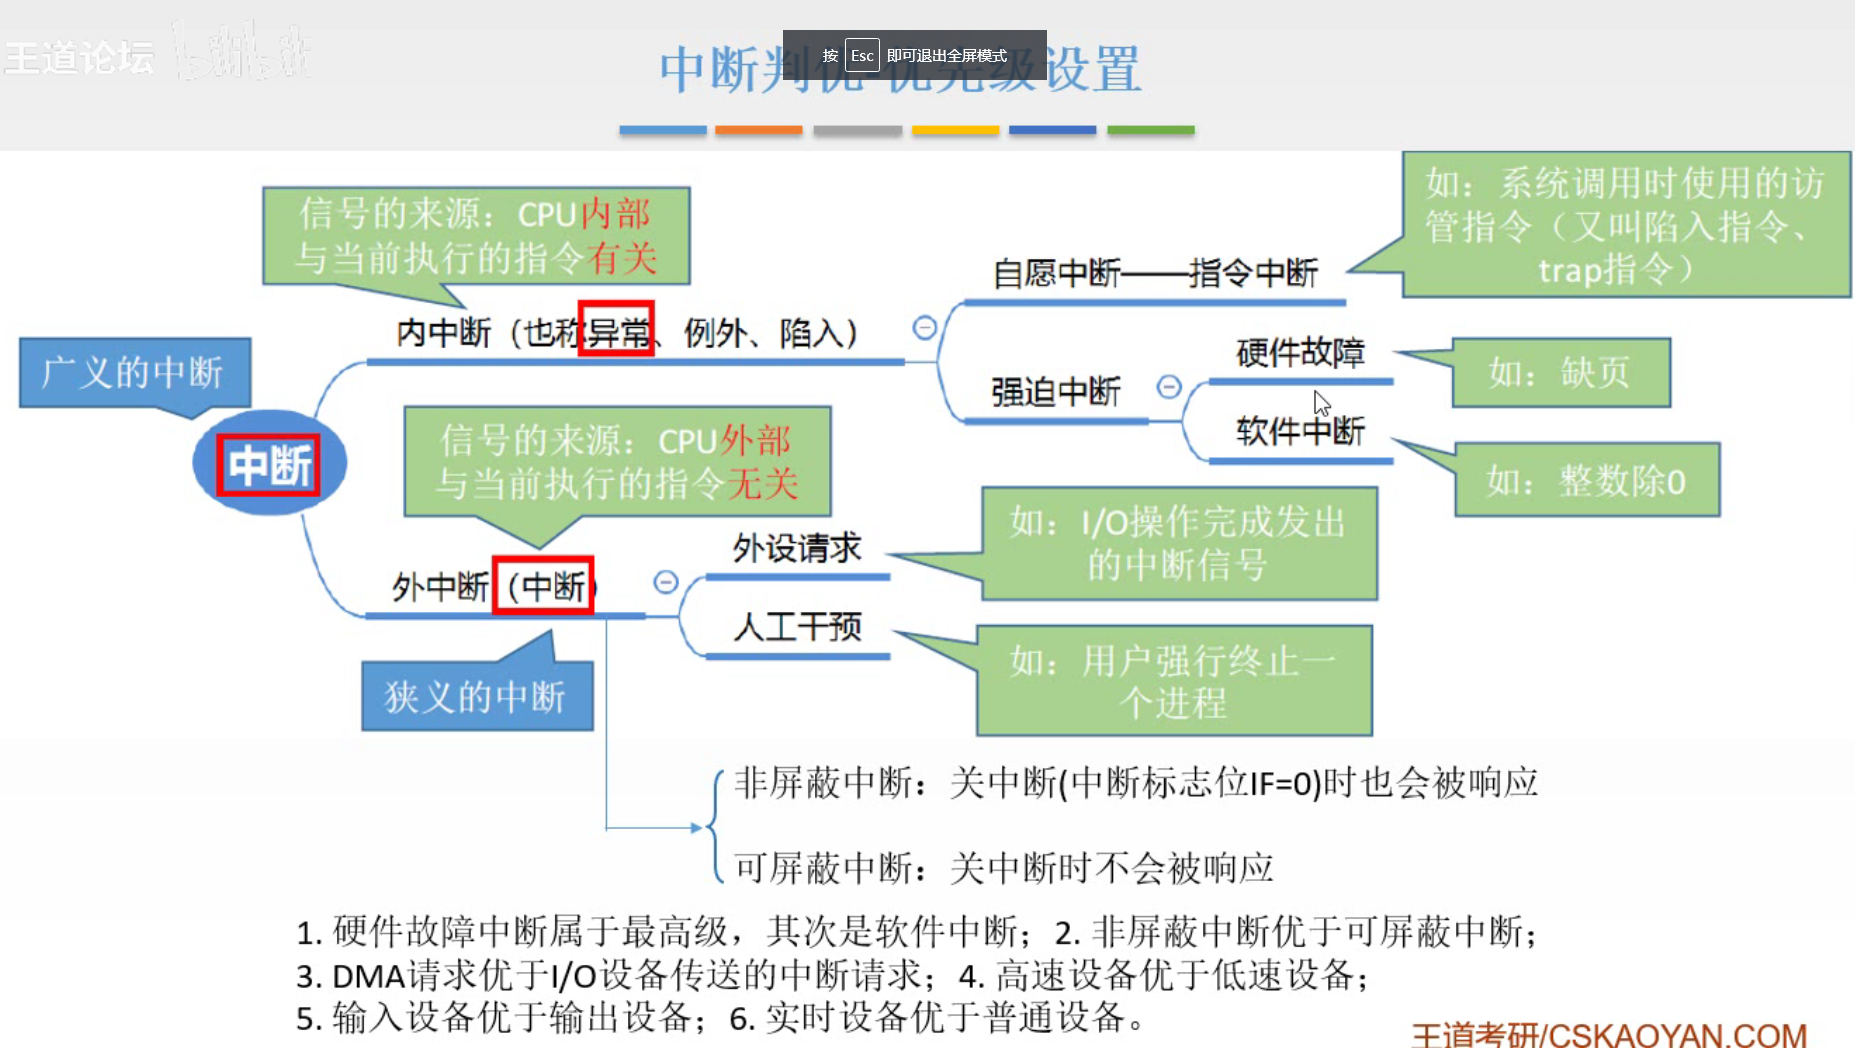 王道论坛 bilibili
按 Esc 即可退出全屏模式
中断判优-优先级设置
信号的来源：CPU内部
与当前执行的指令有关
如：系统调用时使用的访
管指令（又叫陷入指令、
trap指令）
自愿中断——指令中断
内中断（也称异常、例外、陷入）
硬件故障
如：缺页
广义的中断
强迫中断
软件中断
如：整数除0
中断
信号的来源：CPU外部
与当前执行的指令无关
外设请求
如：I/O操作完成发出
的中断信号
外中断（中断）
人工干预
如：用户强行终止一
个进程
狭义的中断
非屏蔽中断：关中断(中断标志位IF=0)时也会被响应
可屏蔽中断：关中断时不会被响应
1. 硬件故障中断属于最高级，其次是软件中断；2. 非屏蔽中断优于可屏蔽中断；
3. DMA请求优于I/O设备传送的中断请求；4. 高速设备优于低速设备；
5. 输入设备优于输出设备；6. 实时设备优于普通设备。
王道考研/CSKAOYAN.COM